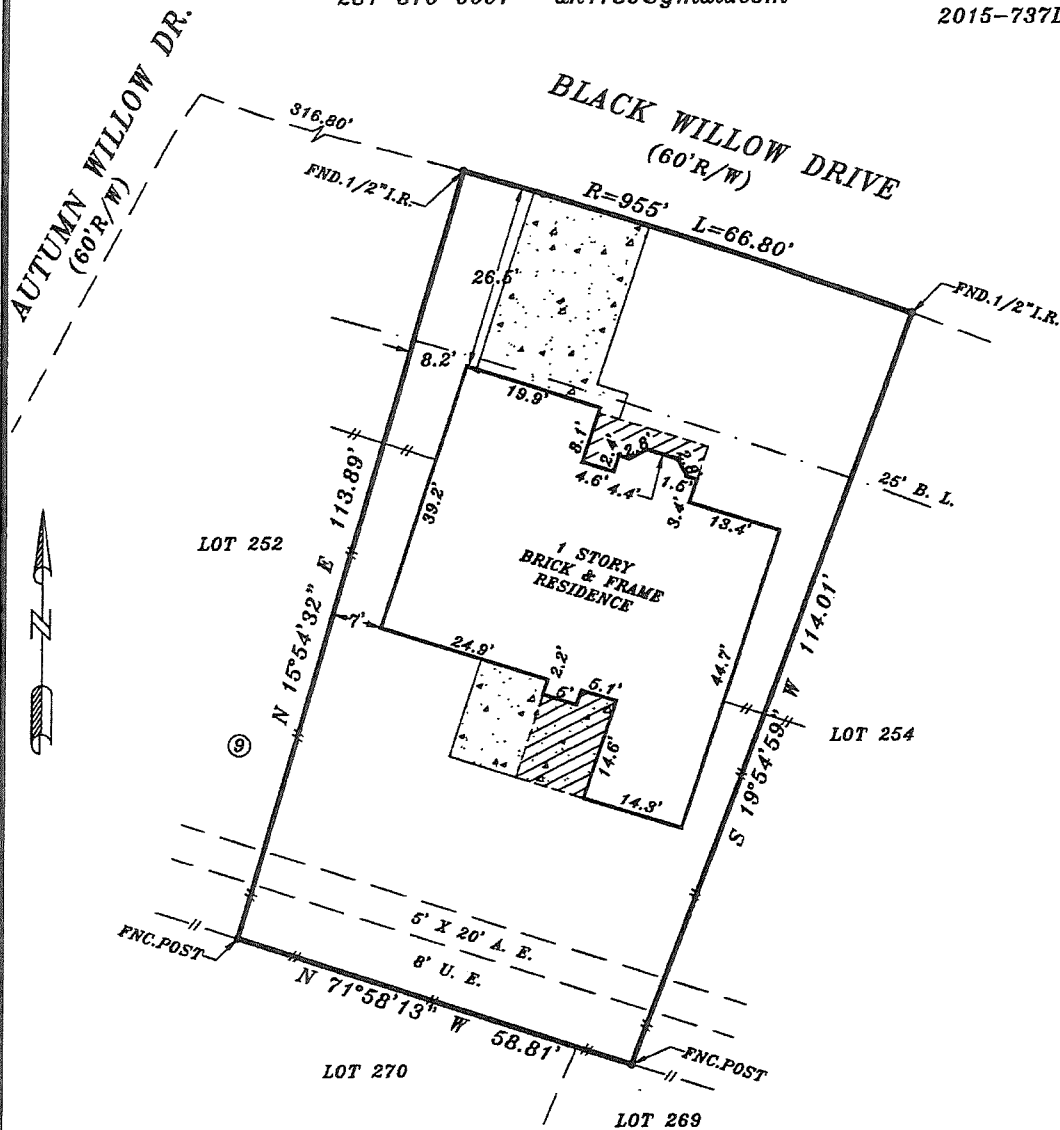 2015-7371
AUTUMN WILLOW DR.
(60'R/W)
BLACK WILLOW DRIVE
(60'R/W)
316.80'
FND.1/2"I.R.
R=955' L=66.80'
FND.1/2"I.R.
26.5'
8.2'
19.9'
8.1'
2.4'
2.8'
2.8'
4.6'
4.4'
1.5'
3.4'
13.4'
25' B. L.
39.2'
N 15°54'32" E 113.89'
LOT 252
1 STORY
BRICK & FRAME
RESIDENCE
7'
24.9'
2.2'
5'
5.1'
14.6'
14.3'
44.7'
S 19°54'59" W 114.01'
LOT 254
N
9
5' X 20' A. E.
8' U. E.
FNC.POST
N 71°58'13" W 58.81'
FNC.POST
LOT 270
LOT 269